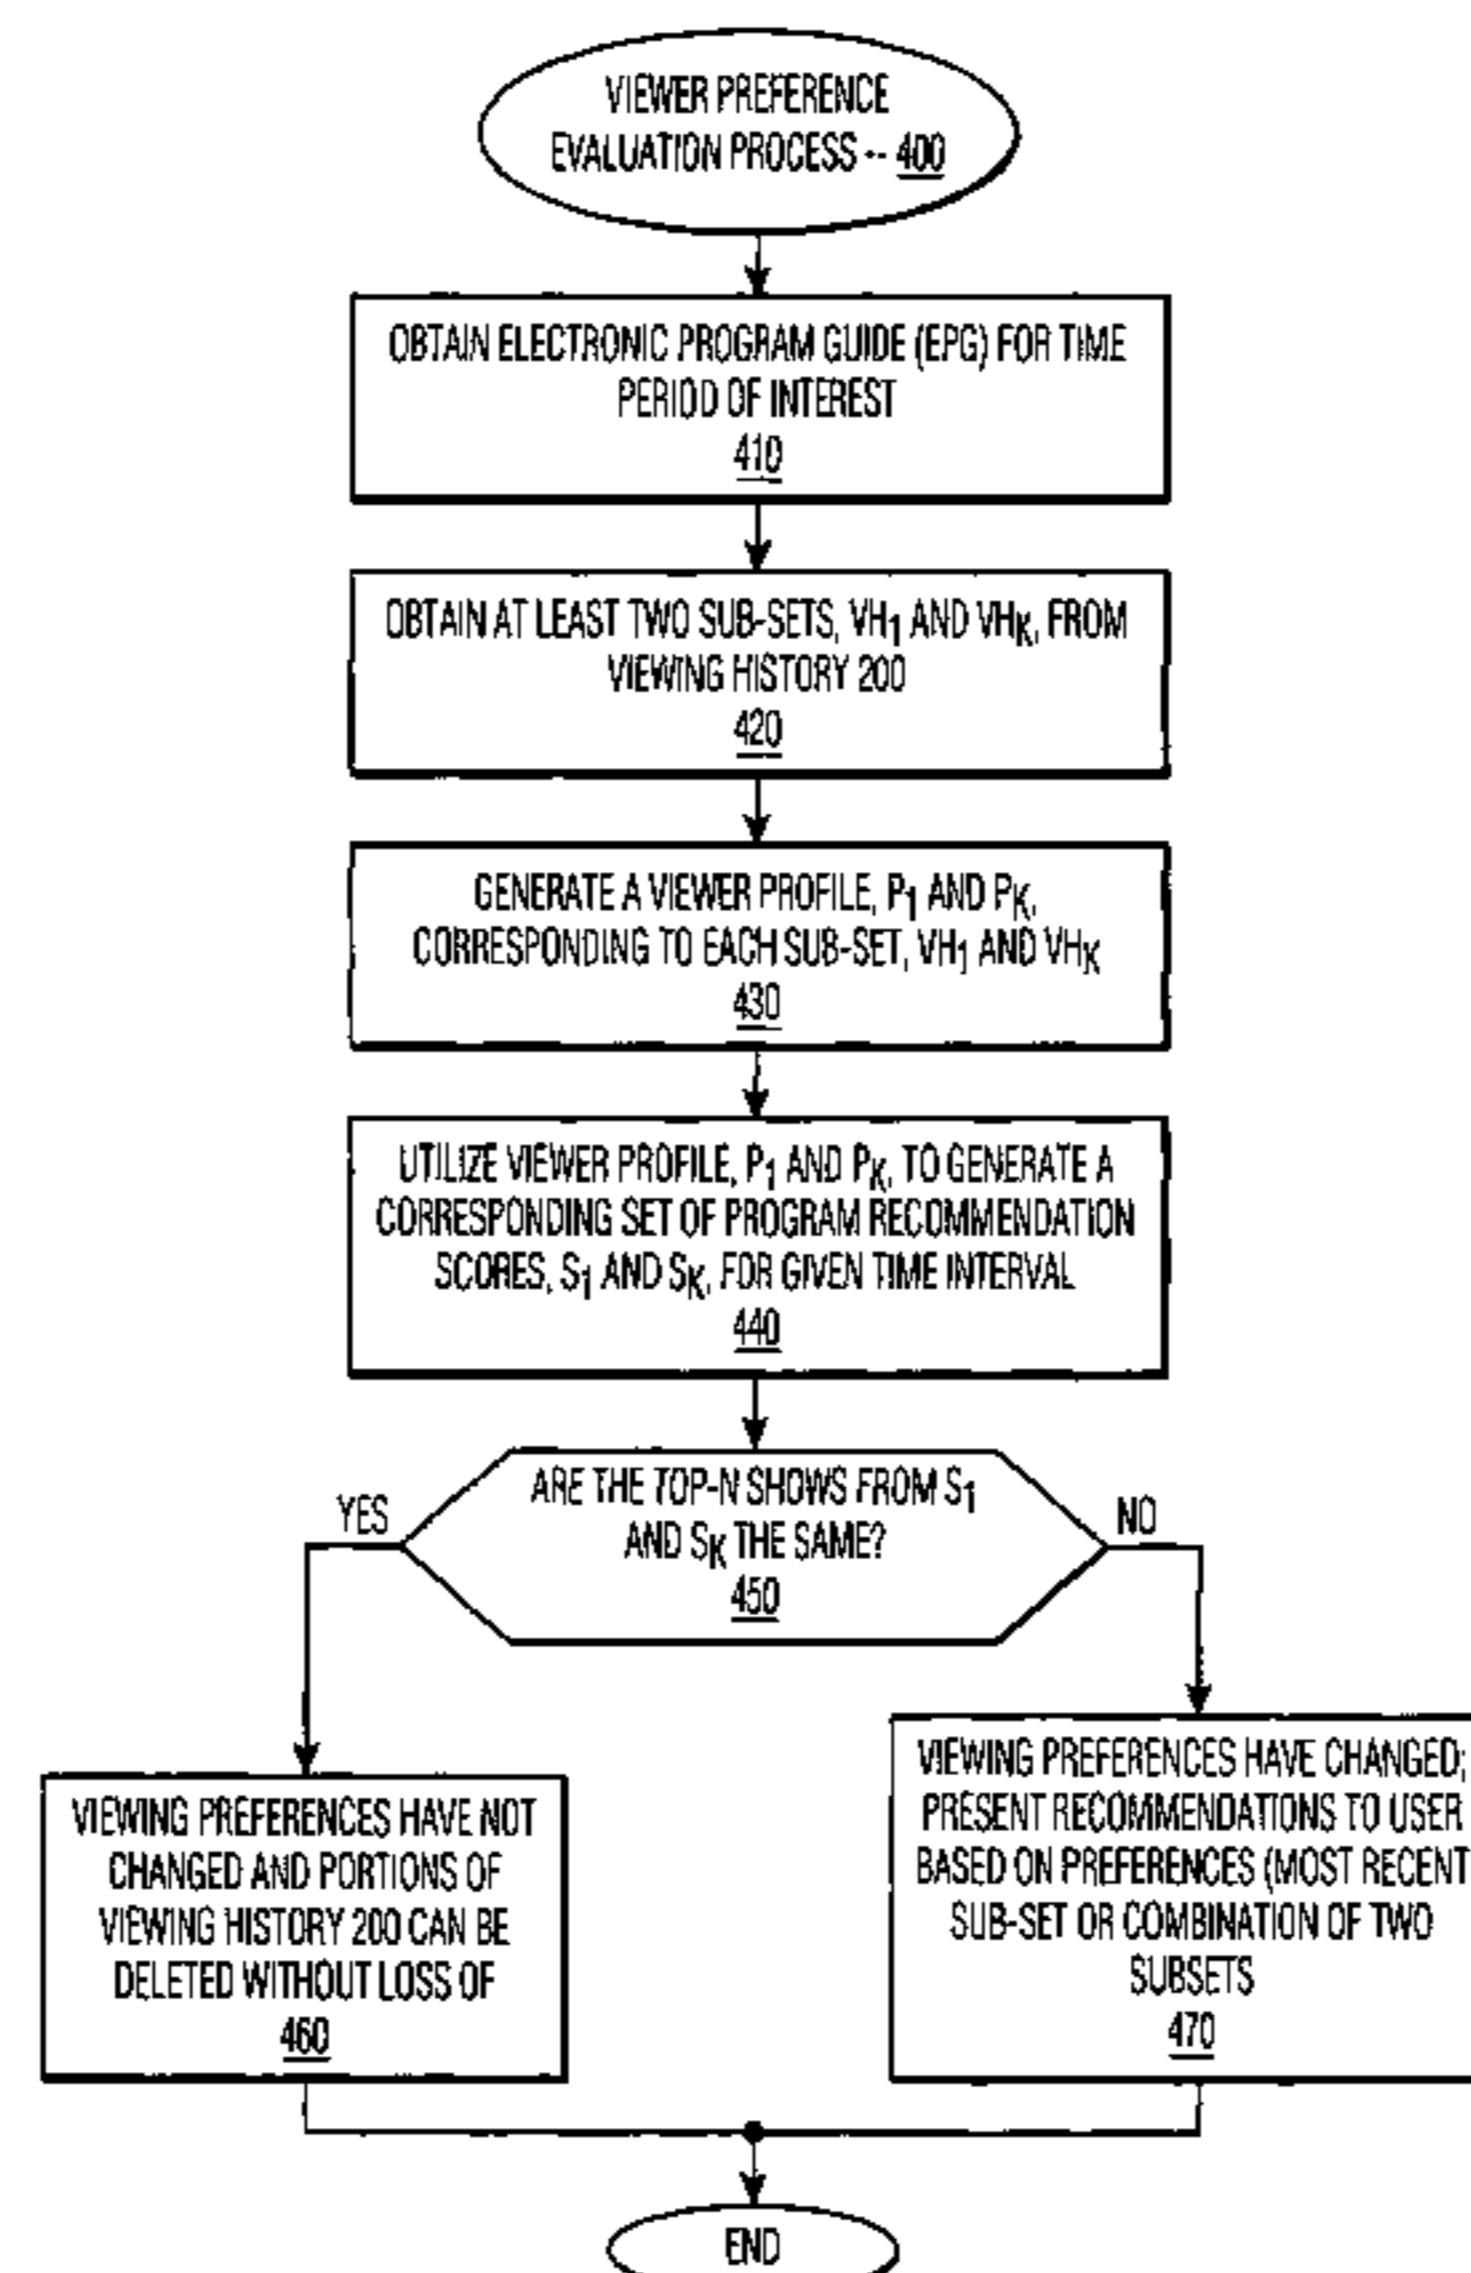 VIEWER PREFERENCE
EVALUATION PROCESS -- 400
OBTAIN ELECTRONIC PROGRAM GUIDE (EPG) FOR TIME
PERIOD OF INTEREST
410
OBTAIN AT LEAST TWO SUB-SETS, VH1 AND VHK, FROM
VIEWING HISTORY 200
420
GENERATE A VIEWER PROFILE, P1 AND PK,
CORRESPONDING TO EACH SUB-SET, VH1 AND VHK
430
UTILIZE VIEWER PROFILE, P1 AND PK, TO GENERATE A
CORRESPONDING SET OF PROGRAM RECOMMENDATION
SCORES, S1 AND SK, FOR GIVEN TIME INTERVAL
440
ARE THE TOP-N SHOWS FROM S1
AND SK THE SAME?
450
YES
NO
VIEWING PREFERENCES HAVE NOT
CHANGED AND PORTIONS OF
VIEWING HISTORY 200 CAN BE
DELETED WITHOUT LOSS OF
460
VIEWING PREFERENCES HAVE CHANGED;
PRESENT RECOMMENDATIONS TO USER
BASED ON PREFERENCES (MOST RECENT
SUB-SET OR COMBINATION OF TWO
SUBSETS
470
END